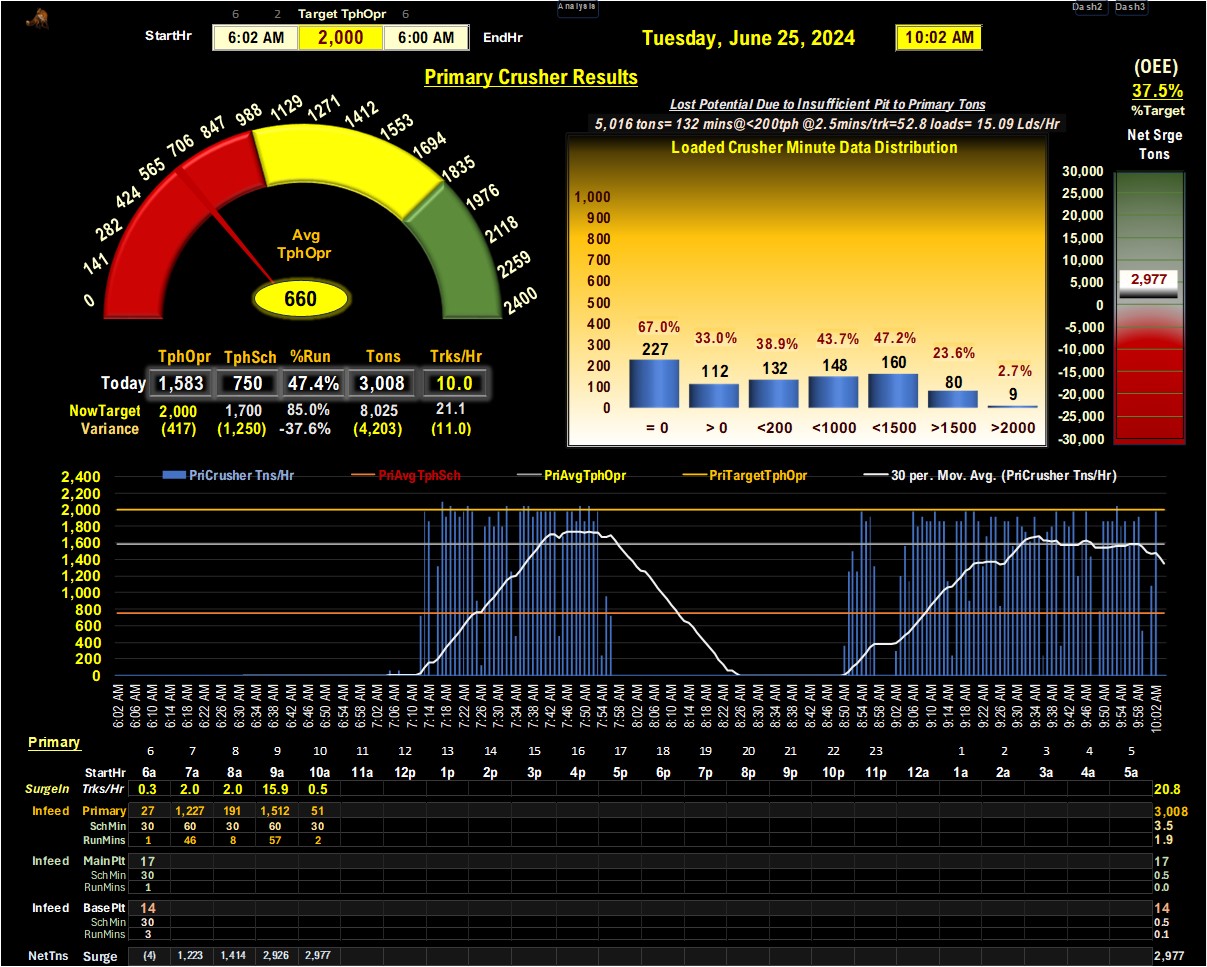 Analysis
Dash2 Dash3
6 2 Target TphOpr 6
StartHr 6:02 AM 2,000 6:00 AM EndHr Tuesday, June 25, 2024 10:02 AM
Primary Crusher Results
(OEE)
37.5%
%Target
Net Srge
Tons
Lost Potential Due to Insufficient Pit to Primary Tons
5,016 tons= 132 mins@<200tph @2.5mins/trk=52.8 loads= 15.09 Lds/Hr
0 141 282 424 565 706 847 988 1129 1271 1412 1553 1694 1835 1976 2118 2259 2400
Avg
TphOpr
660
Loaded Crusher Minute Data Distribution
1,000
900
800
700
600
500
400
300
200
100
0
67.0% 33.0% 38.9% 43.7% 47.2% 23.6% 2.7%
227 112 132 148 160 80 9
= 0 > 0 <200 <1000 <1500 >1500 >2000
30,000
25,000
20,000
15,000
10,000
5,000
0
-5,000
-10,000
-15,000
-20,000
-25,000
-30,000
2,977
TphOpr TphSch %Run Tons Trks/Hr
Today 1,583 750 47.4% 3,008 10.0
NowTarget 2,000 1,700 85.0% 8,025 21.1
Variance (417) (1,250) -37.6% (4,203) (11.0)
PriCrusher Tns/Hr PriAvgTphSch PriAvgTphOpr PriTargetTphOpr 30 per. Mov. Avg. (PriCrusher Tns/Hr)
2,400
2,200
2,000
1,800
1,600
1,400
1,200
1,000
800
600
400
200
0
6:02 AM 6:06 AM 6:10 AM 6:14 AM 6:18 AM 6:22 AM 6:26 AM 6:30 AM 6:34 AM 6:38 AM 6:42 AM 6:46 AM 6:50 AM 6:54 AM 6:58 AM 7:02 AM 7:06 AM 7:10 AM 7:14 AM 7:18 AM 7:22 AM 7:26 AM 7:30 AM 7:34 AM 7:38 AM 7:42 AM 7:46 AM 7:50 AM 7:54 AM 7:58 AM 8:02 AM 8:06 AM 8:10 AM 8:14 AM 8:18 AM 8:22 AM 8:26 AM 8:30 AM 8:34 AM 8:38 AM 8:42 AM 8:46 AM 8:50 AM 8:54 AM 8:58 AM 9:02 AM 9:06 AM 9:10 AM 9:14 AM 9:18 AM 9:22 AM 9:26 AM 9:30 AM 9:34 AM 9:38 AM 9:42 AM 9:46 AM 9:50 AM 9:54 AM 9:58 AM 10:02 AM
Primary 6 7 8 9 10 11 12 13 14 15 16 17 18 19 20 21 22 23 1 2 3 4 5
StartHr 6a 7a 8a 9a 10a 11a 12p 1p 2p 3p 4p 5p 6p 7p 8p 9p 10p 11p 12a 1a 2a 3a 4a 5a
SurgeIn Trks/Hr 0.3 2.0 2.0 15.9 0.5 20.8
Infeed Primary 27 1,227 191 1,512 51 3,008
SchMin 30 60 30 60 30 3.5
RunMins 1 46 8 57 2 1.9
Infeed MainPlt 17 17
SchMin 30 0.5
RunMins 1 0.0
Infeed BasePlt 14 14
SchMin 30 0.5
RunMins 3 0.1
NetTns Surge (4) 1,223 1,414 2,926 2,977 2,977